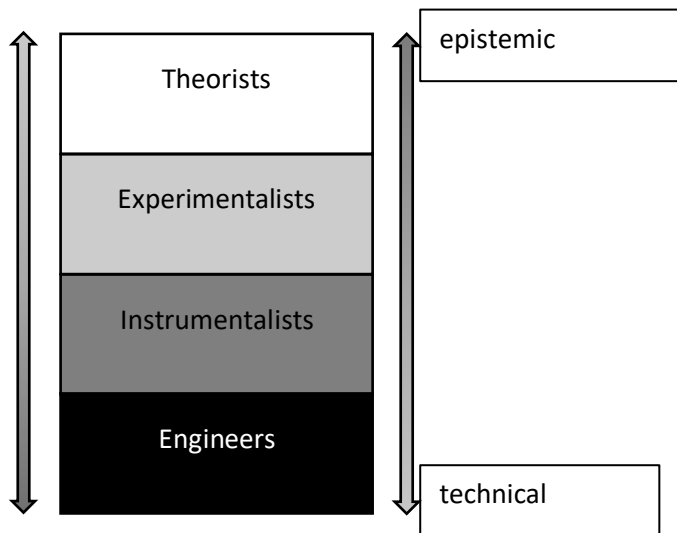 epistemic
Theorists
Experimentalists
Instrumentalists
Engineers
technical